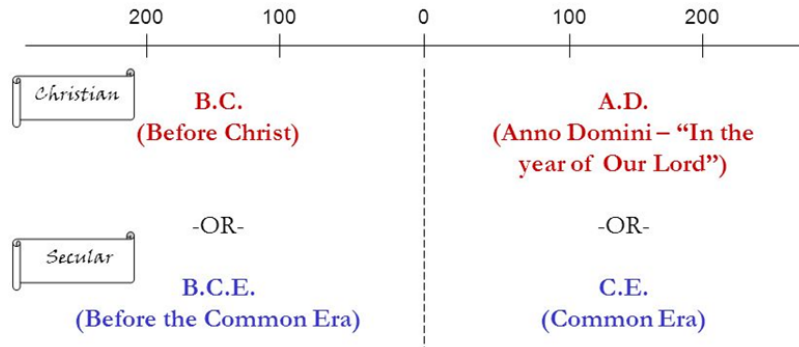 200 100 0 100 200
Christian
B.C.
(Before Christ)
A.D.
(Anno Domini – “In the
year of Our Lord”)
-OR-
-OR-
Secular
B.C.E.
(Before the Common Era)
C.E.
(Common Era)